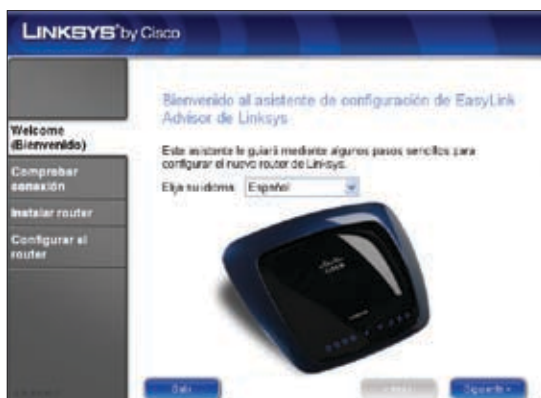 LINKSYS by Cisco
Welcome
(Bienvenido)
Comprobar
conexión
Instalar router
Configurar el
router
Bienvenido al asistente de configuración de EasyLink
Advisor de Linksys
Este asistente le guiará mediante algunos pasos sencillos para
configurar el nuevo router de Linksys.
Elija su idioma Español
CISCO
Salir
Siguiente